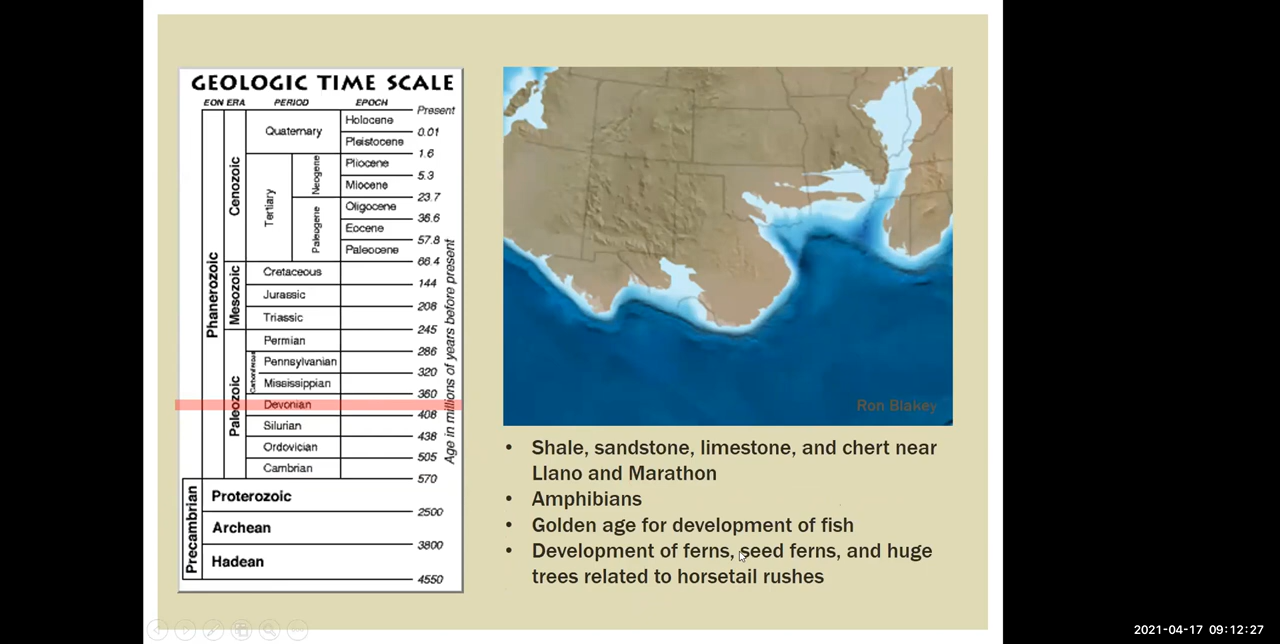 GEOLOGIC TIME SCALE
EON ERA PERIOD EPOCH
Present
Holocene
0.01
Quaternary
Pleistocene
1.6
Pliocene
5.3
Neogene
Miocene
23.7
Tertiary
Oligocene
36.6
Paleogene
Eocene
57.8
Paleocene
66.4
Cenozoic
Cretaceous
144
Jurassic
208
Triassic
245
Mesozoic
Permian
286
Pennsylvanian
320
Carboniferous
Mississippian
360
Devonian
408
Silurian
438
Ordovician
505
Cambrian
570
Paleozoic
Phanerozoic
Proterozoic
2500
Archean
3800
Hadean
4550
Precambrian
Age in millions of years before present
Ron Blakey
• Shale, sandstone, limestone, and chert near
Llano and Marathon
• Amphibians
• Golden age for development of fish
• Development of ferns, seed ferns, and huge
trees related to horsetail rushes
2021-04-17 09:12:27